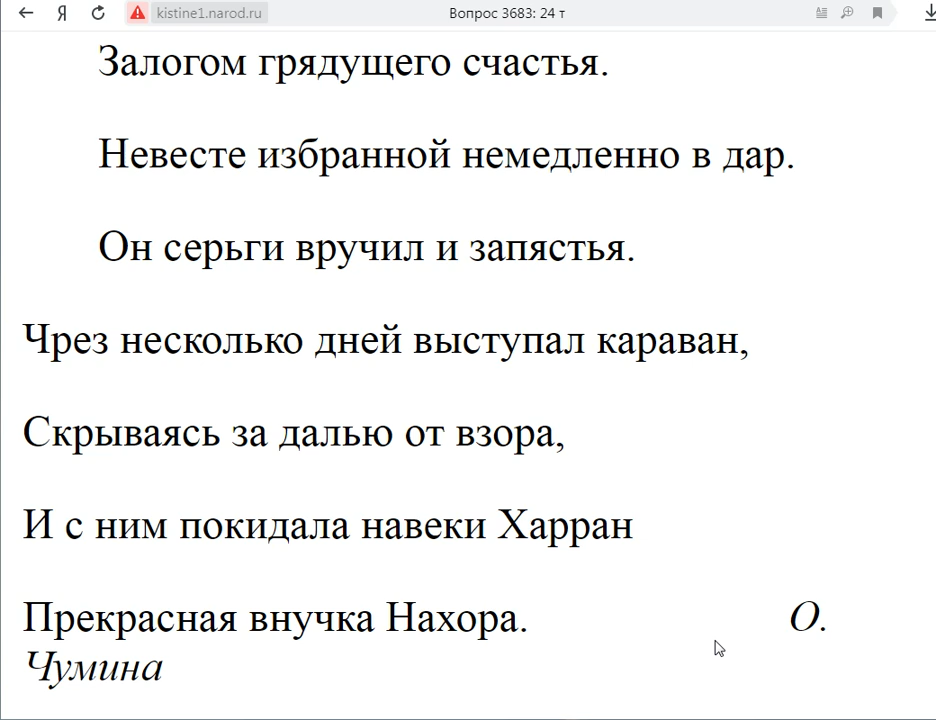 Я kistine1.narod.ru Вопрос 3683: 24 т
Залогом грядущего счастья.
Невесте избранной немедленно в дар.
Он серьги вручил и запястья.
Чрез несколько дней выступал караван,
Скрываясь за далью от взора,
И с ним покидала навеки Харран
Прекрасная внучка Нахора. О.
Чумина